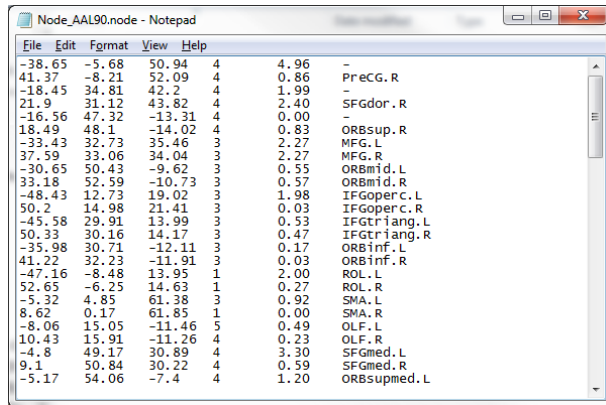 Node_AAL90.node - Notepad
File Edit Format View Help
-38.65 -5.68 50.94 4 4.96 -
41.37 -8.21 52.09 4 0.86 PreCG.R
-18.45 34.81 42.2 4 1.99 -
21.9 31.12 43.82 4 2.40 SFGdor.R
-16.56 47.32 -13.31 4 0.00 -
18.49 48.1 -14.02 4 0.83 ORBsup.R
-33.43 32.73 35.46 3 2.27 MFG.L
37.59 33.06 34.04 3 2.27 MFG.R
-30.65 50.43 -9.62 3 0.55 ORBmid.L
33.18 52.59 -10.73 3 0.57 ORBmid.R
-48.43 12.73 19.02 3 1.98 IFGoperc.L
50.2 14.98 21.41 3 0.03 IFGoperc.R
-45.58 29.91 13.99 3 0.53 IFGtriang.L
50.33 30.16 14.17 3 0.47 IFGtriang.R
-35.98 30.71 -12.11 3 0.17 ORBinf.L
41.22 32.23 -11.91 3 0.03 ORBinf.R
-47.16 -8.48 13.95 1 2.00 ROL.L
52.65 -6.25 14.63 1 0.27 ROL.R
-5.32 4.85 61.38 3 0.92 SMA.L
8.62 0.17 61.85 1 0.00 SMA.R
-8.06 15.05 -11.46 5 0.49 OLF.L
10.43 15.91 -11.26 4 0.23 OLF.R
-4.8 49.17 30.89 4 3.30 SFGmed.L
9.1 50.84 30.22 4 0.59 SFGmed.R
-5.17 54.06 -7.4 4 1.20 ORBsupmed.L